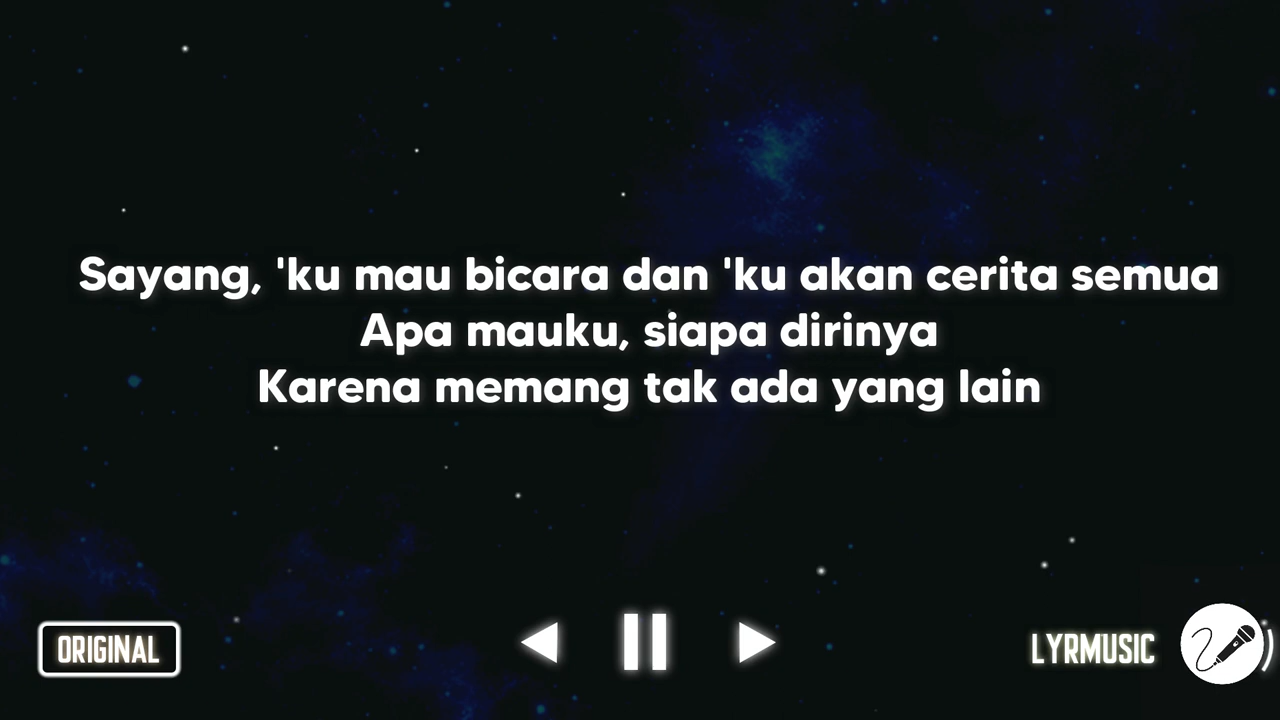 Sayang, 'ku mau bicara dan 'ku akan cerita semua
Apa mauku, siapa dirinya
Karena memang tak ada yang lain
ORIGINAL
LYRMUSIC